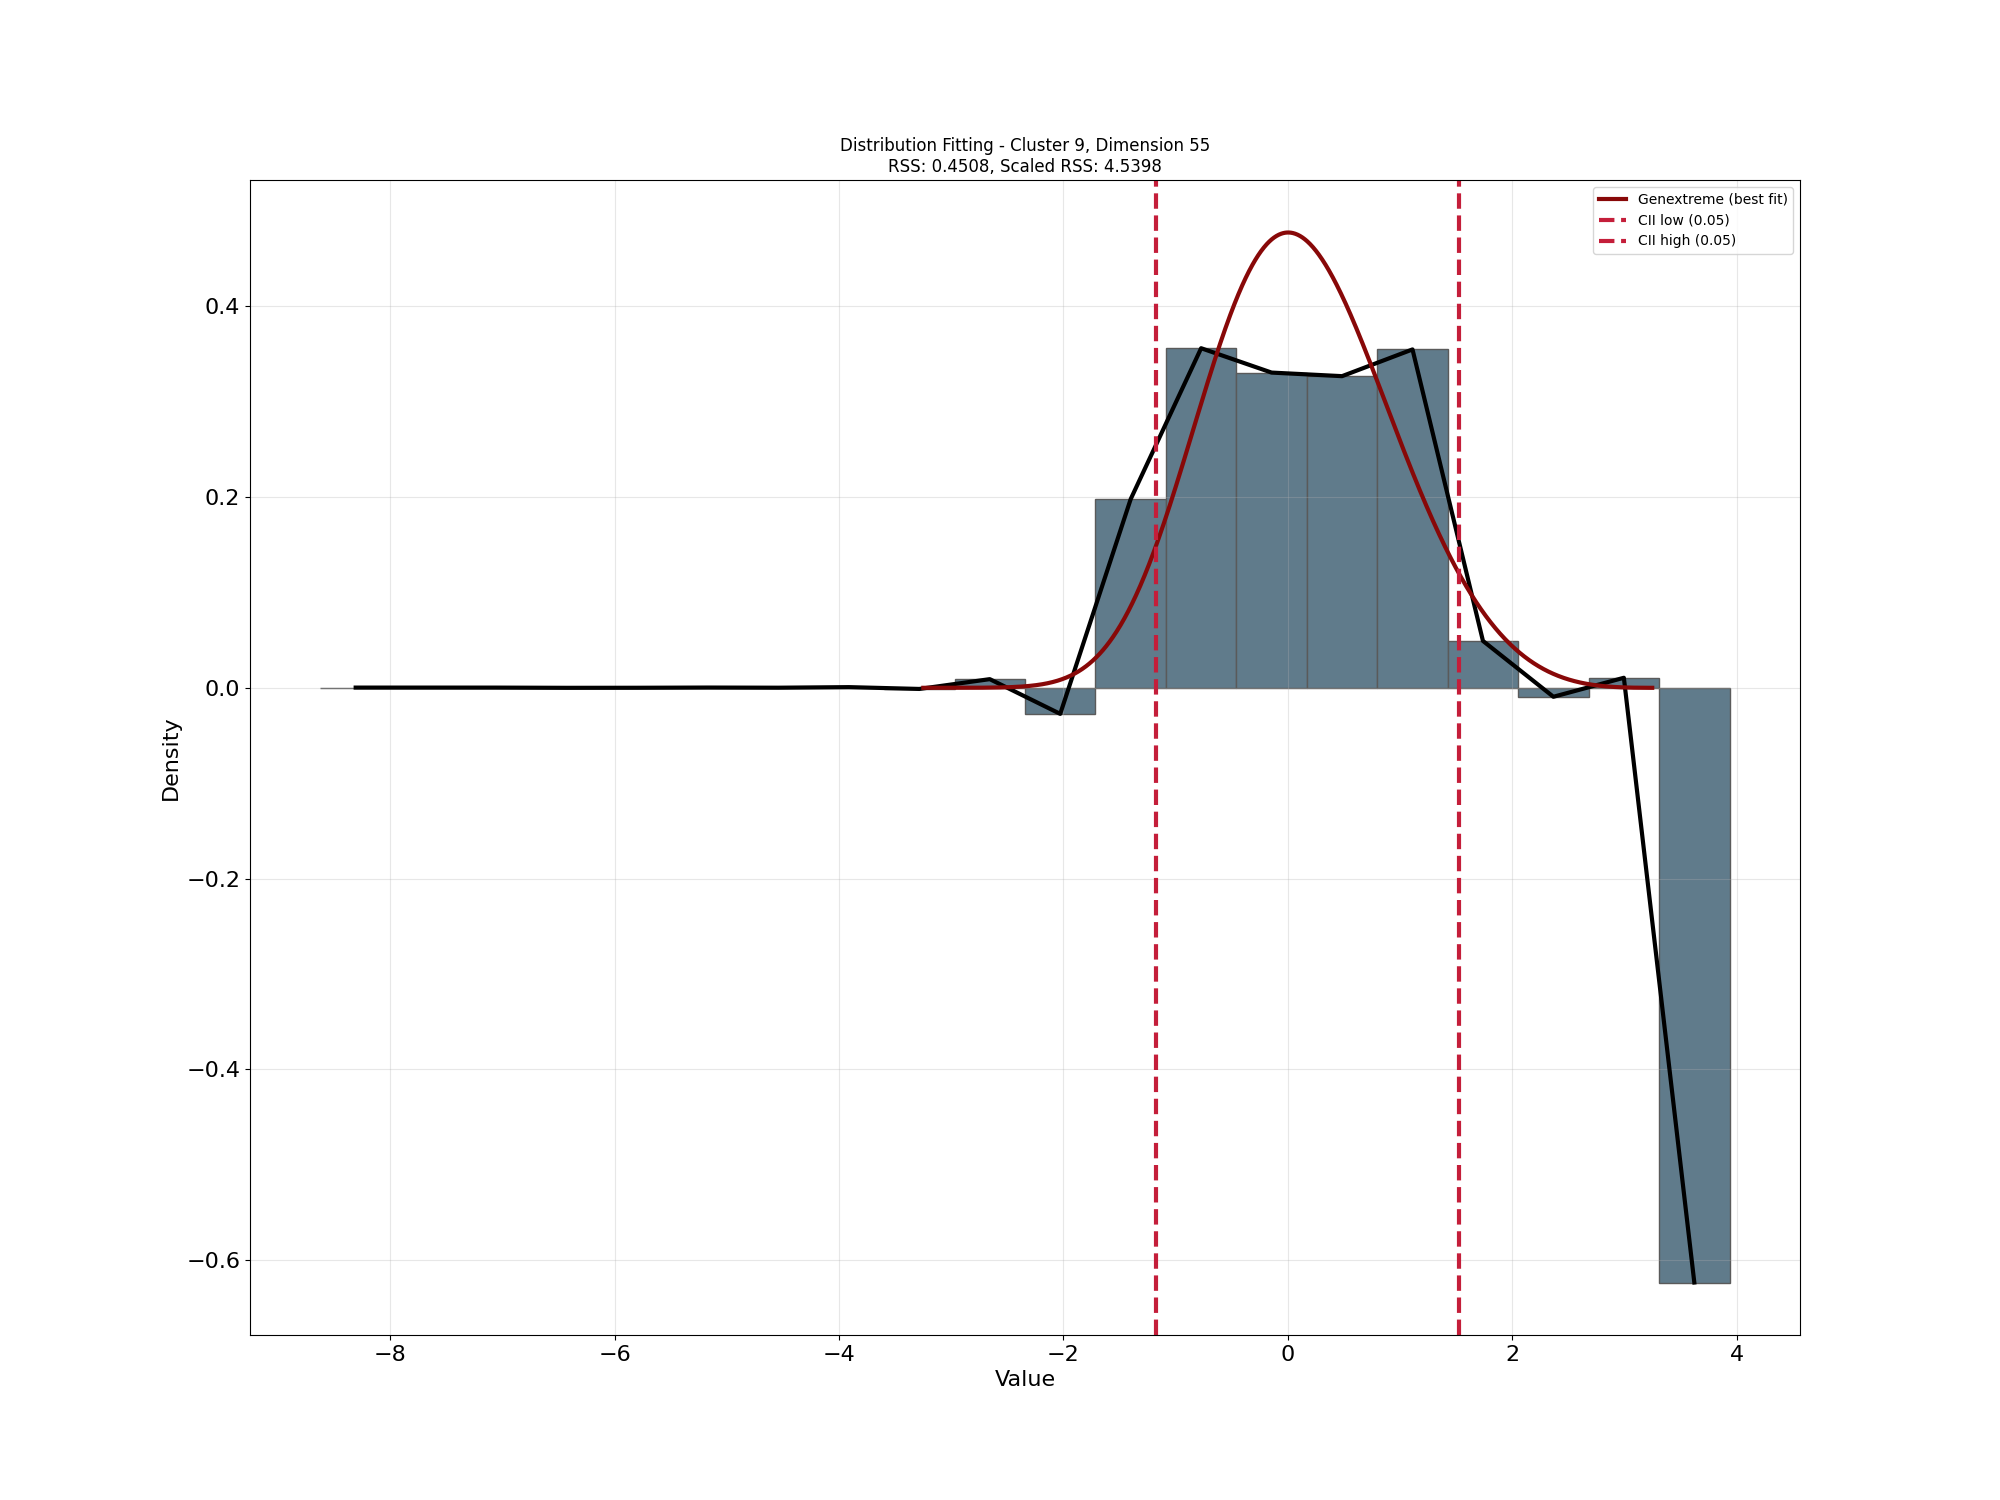 Distribution Fitting - Cluster 9, Dimension 55
RSS: 0.4508, Scaled RSS: 4.5398
Genextreme (best fit)
CII low (0.05)
CII high (0.05)
0.4
0.2
0.0
−0.2
−0.4
−0.6
Density
−8
−6
−4
−2
0
2
4
Value